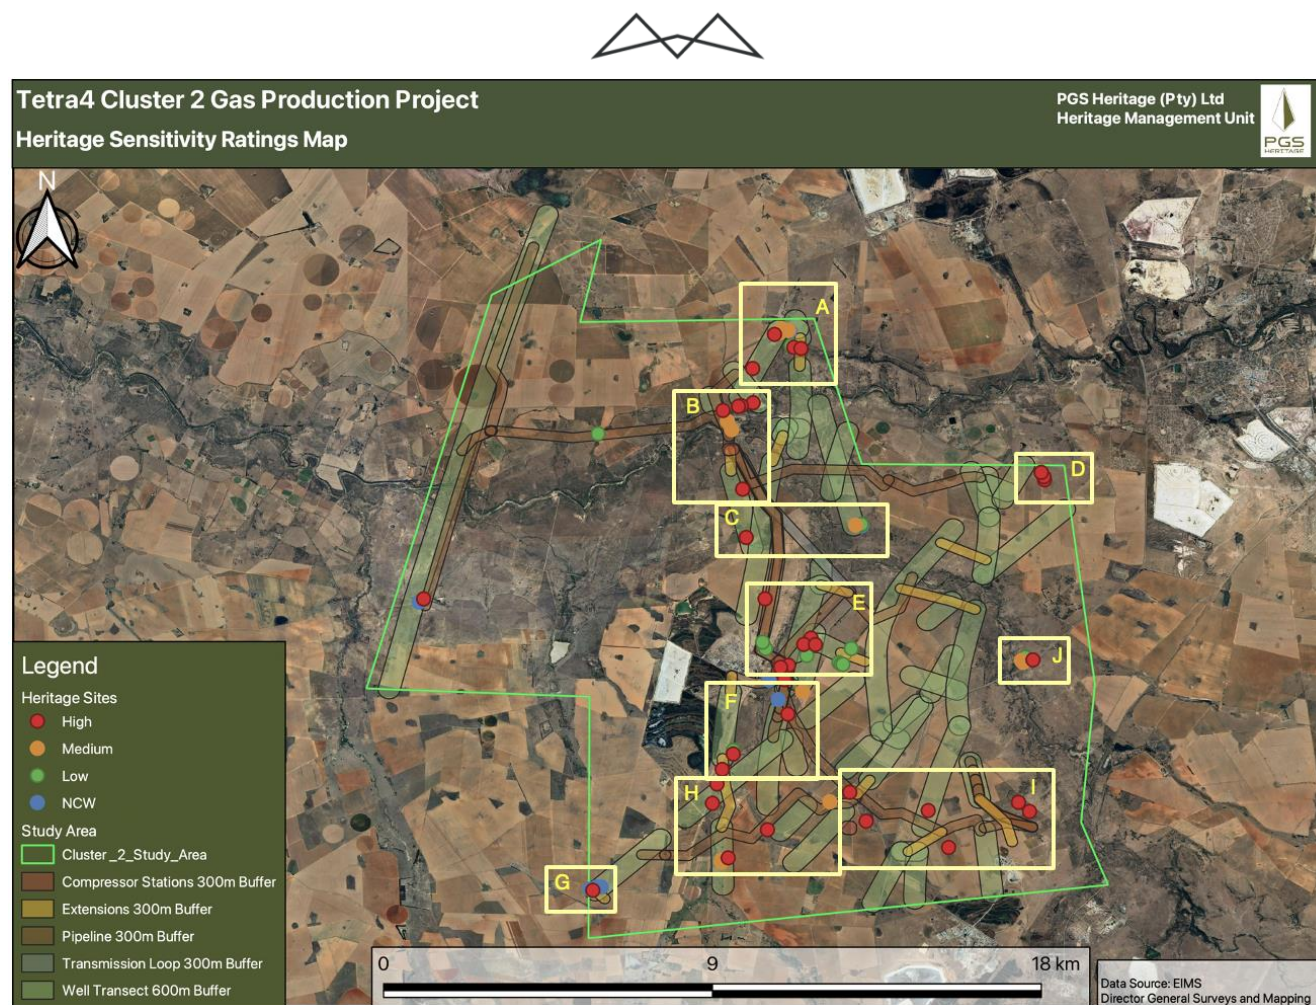 Tetra4 Cluster 2 Gas Production Project
Heritage Sensitivity Ratings Map
PGS Heritage (Pty) Ltd
Heritage Management Unit
PGS
HERITAGE
N
A
B
C
D
E
F
J
H
I
G
Legend
Heritage Sites
High
Medium
Low
NCW
Study Area
Cluster_2_Study_Area
Compressor Stations 300m Buffer
Extensions 300m Buffer
Pipeline 300m Buffer
Transmission Loop 300m Buffer
Well Transect 600m Buffer
0 9 18 km
Data Source: EIMS
Director General Surveys and Mapping